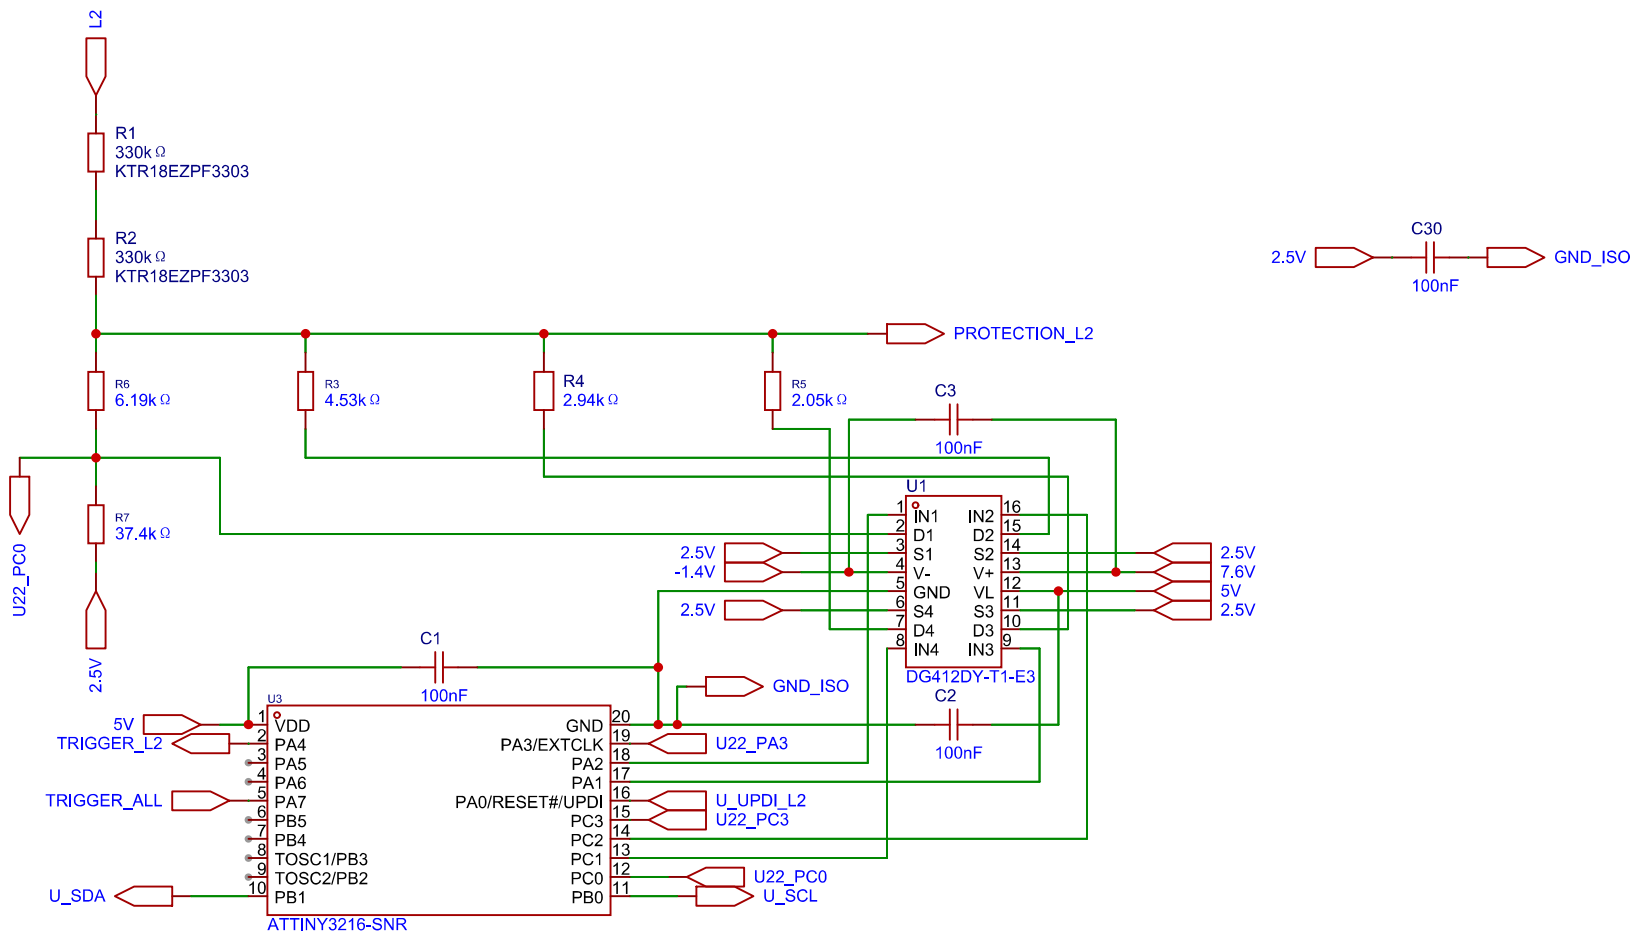 L2
R1
330kΩ
KTR18EZPF3303
R2
330kΩ
KTR18EZPF3303
C30
2.5V
GND_ISO
100nF
PROTECTION_L2
R6
6.19kΩ
R3
4.53kΩ
R4
2.94kΩ
R5
2.05kΩ
C3
100nF
R7
37.4kΩ
U22_PC0
2.5V
U1
1 IN1 IN2 16
2 D1 D2 15
2.5V 3 S1 S2 14 2.5V
-1.4V 4 V- V+ 13 7.6V
5 GND VL 12 5V
2.5V 6 S4 S3 11 2.5V
7 D4 D3 10
8 IN4 IN3 9
DG412DY-T1-E3
C1
100nF
GND_ISO
C2
100nF
U3
5V 1 VDD GND 20
TRIGGER_L2 2 PA4 PA3/EXTCLK 19 U22_PA3
3 PA5 PA2 18
4 PA6 PA1 17
TRIGGER_ALL 5 PA7 PA0/RESET#/UPDI 16 U_UPDI_L2
6 PB5 PC3 15 U22_PC3
7 PB4 PC2 14
8 TOSC1/PB3 PC1 13
9 TOSC2/PB2 PC0 12 U22_PC0
U_SDA 10 PB1 PB0 11 U_SCL
ATTINY3216-SNR